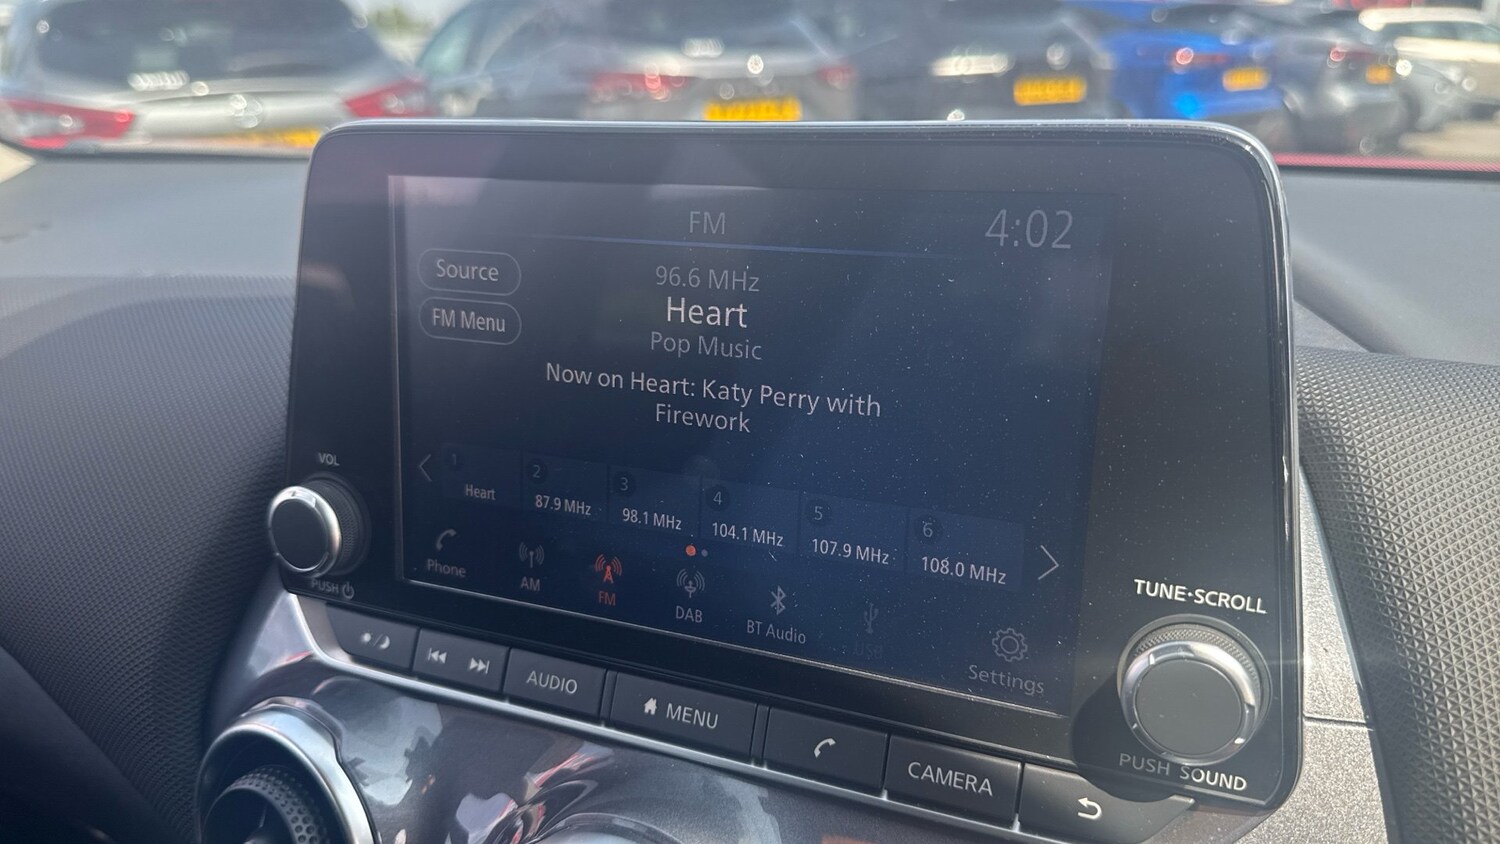 FM
4:02
Source
96.6 MHz
Heart
FM Menu
Pop Music
Now on Heart: Katy Perry with
Firework
1
Heart
2
87.9 MHz
3
98.1 MHz
4
104.1 MHz
5
107.9 MHz
6
108.0 MHz
Phone
AM
FM
DAB
BT Audio
USB
Settings
VOL
PUSH
TUNE·SCROLL
PUSH SOUND
AUDIO
MENU
CAMERA